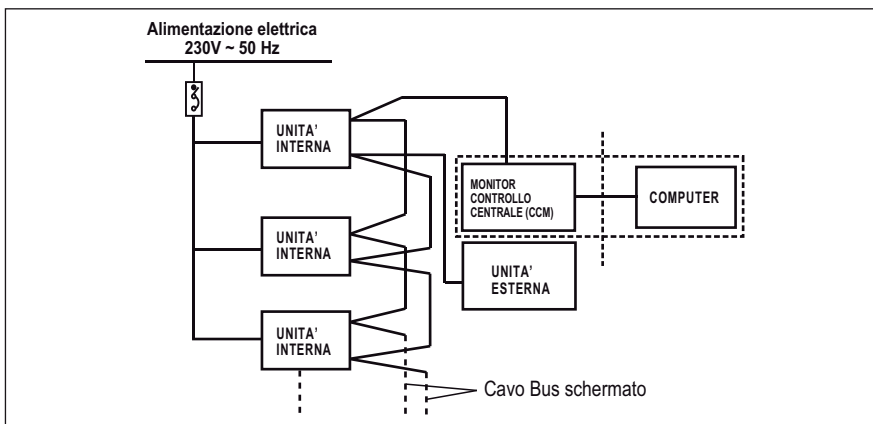 Alimentazione elettrica
230V ~ 50 Hz
UNITA'
INTERNA
MONITOR
CONTROLLO
CENTRALE (CCM)
COMPUTER
UNITA'
INTERNA
UNITA'
ESTERNA
UNITA'
INTERNA
Cavo Bus schermato